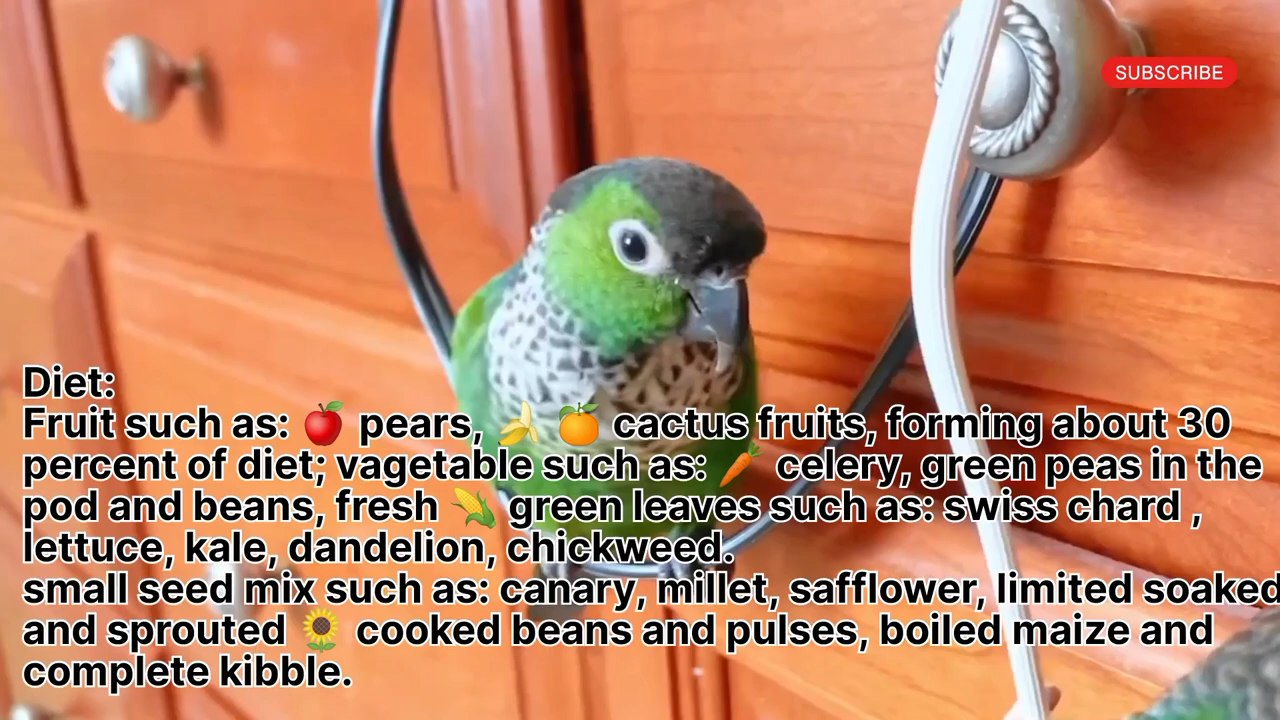 SUBSCRIBE
Diet:
Fruit such as: 🍎 pears, 🍌 🍊 cactus fruits, forming about 30
percent of diet; vagetable such as: 🥕 celery, green peas in the
pod and beans, fresh 🌽 green leaves such as: swiss chard ,
lettuce, kale, dandelion, chickweed.
small seed mix such as: canary, millet, safflower, limited soaked
and sprouted 🌻 cooked beans and pulses, boiled maize and
complete kibble.